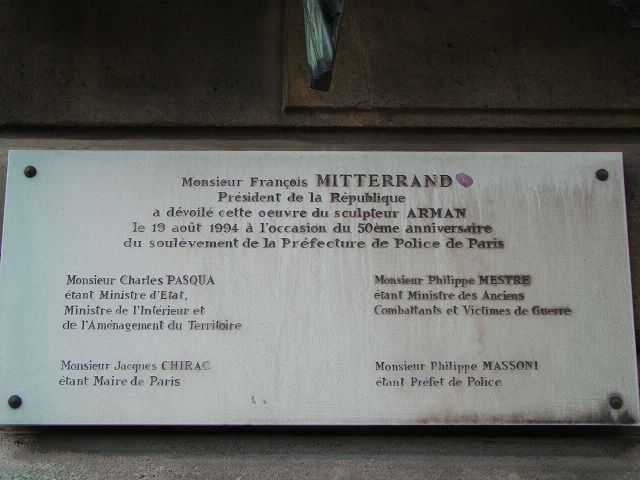 Monsieur François MITTERRAND
Président de la République
a dévoilé cette oeuvre du sculpteur ARMAN
le 19 août 1994 à l'occasion du 50ème anniversaire
du soulèvement de la Préfecture de Police de Paris
Monsieur Charles PASQUA
étant Ministre d'Etat,
Ministre de l'Intérieur et
de l'Aménagement du Territoire
Monsieur Philippe MESTRE
étant Ministre des Anciens
Combattants et Victimes de Guerre
Monsieur Jacques CHIRAC
étant Maire de Paris
Monsieur Philippe MASSONI
étant Préfet de Police